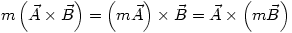 m(A⃗ × B⃗) = (mA⃗) × B⃗ = A⃗ × (mB⃗)